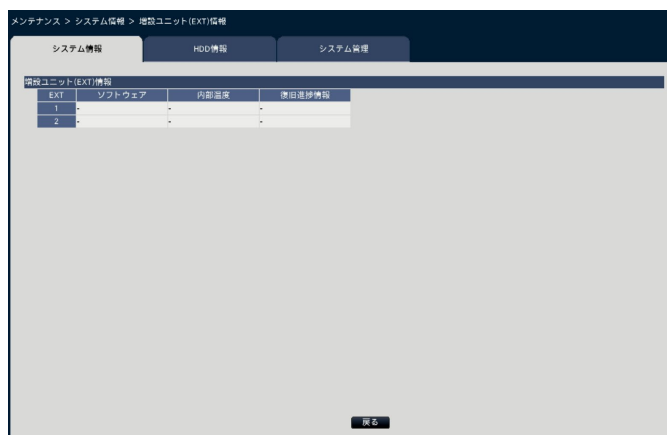 メンテナンス > システム情報 > 増設ユニット(EXT)情報
システム情報 HDD情報 システム管理
増設ユニット(EXT)情報
EXT ソフトウェア 内部温度 復旧進捗情報
1 - - -
2 - - -
戻る